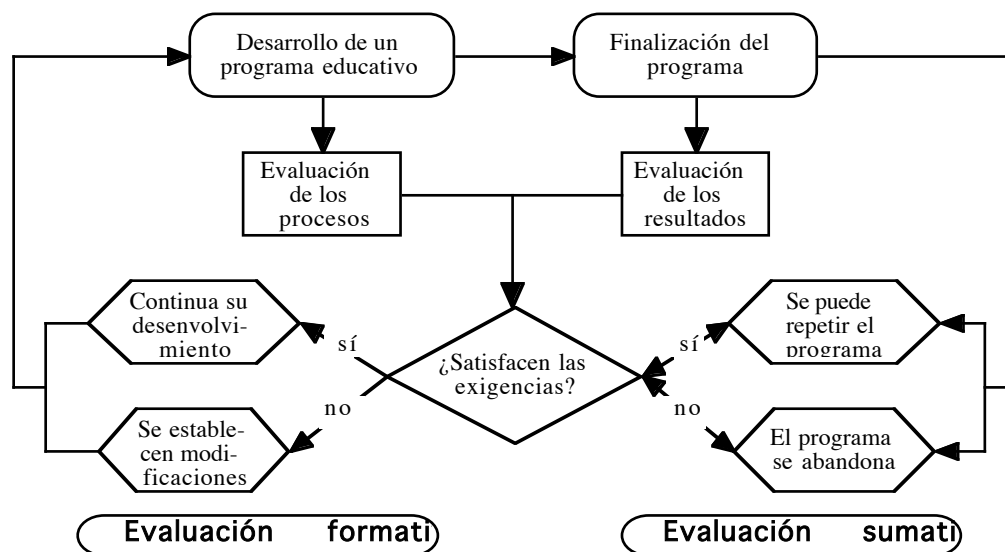 Desarrollo de un
programa educativo
Finalización del
programa
Evaluación
de los
procesos
Evaluación
de los
resultados
Continua su
desenvolvi-
miento
sí
¿Satisfacen las
exigencias?
sí
Se puede
repetir el
programa
no
no
Se estable-
cen modi-
ficaciones
El programa
se abandona
Evaluación formati
Evaluación sumati